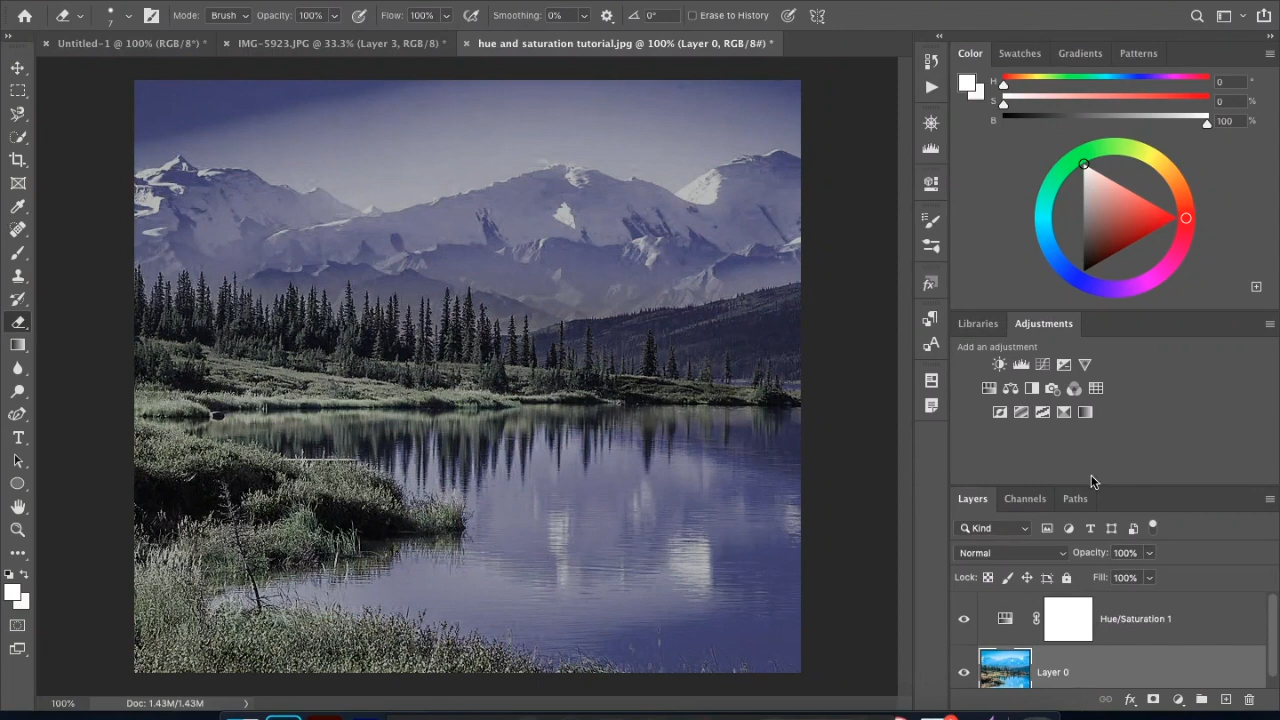 7 Mode: Brush Opacity: 100% Flow: 100% Smoothing: 0% 0° Erase to History
Untitled-1 @ 100% (RGB/8*) * IMG-5923.JPG @ 33.3% (Layer 3, RGB/8*) * hue and saturation tutorial.jpg @ 100% (Layer 0, RGB/8#) *
Color Swatches Gradients Patterns
H 0 °
S 0 %
B 100 %
Libraries Adjustments
Add an adjustment
Layers Channels Paths
Kind
Normal Opacity: 100%
Lock: Fill: 100%
Hue/Saturation 1
Layer 0
100% Doc: 1.43M/1.43M